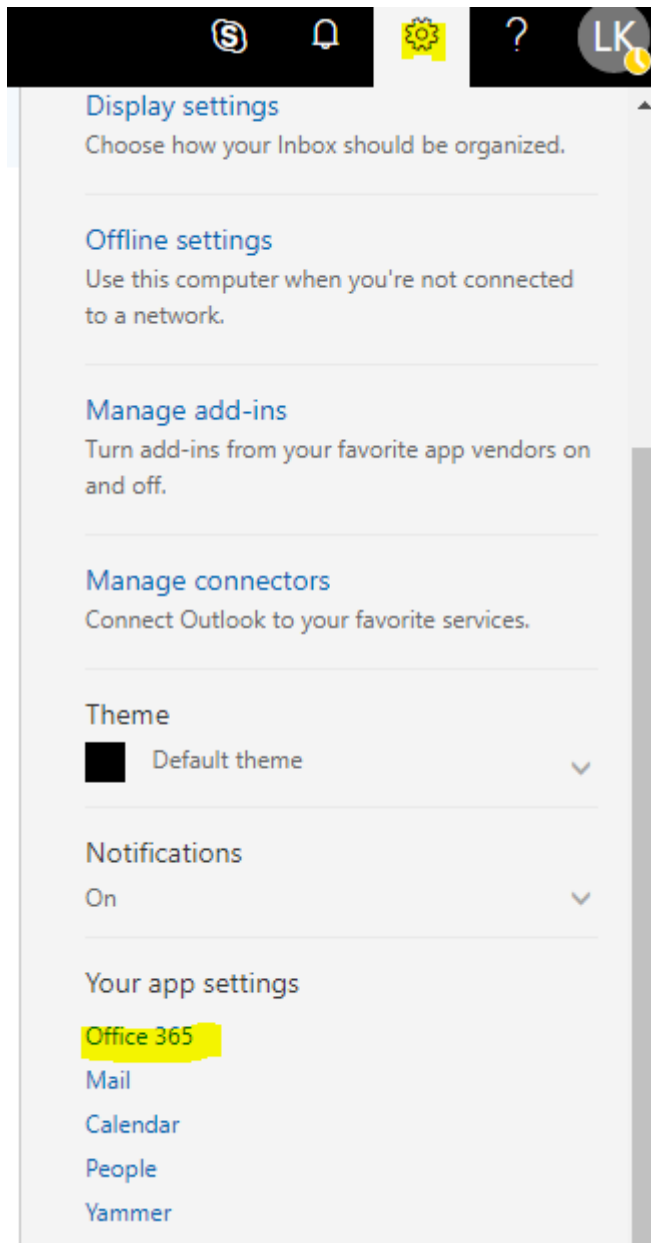 S
?
LK
Display settings
Choose how your Inbox should be organized.
Offline settings
Use this computer when you're not connected
to a network.
Manage add-ins
Turn add-ins from your favorite app vendors on
and off.
Manage connectors
Connect Outlook to your favorite services.
Theme
Default theme
Notifications
On
Your app settings
Office 365
Mail
Calendar
People
Yammer